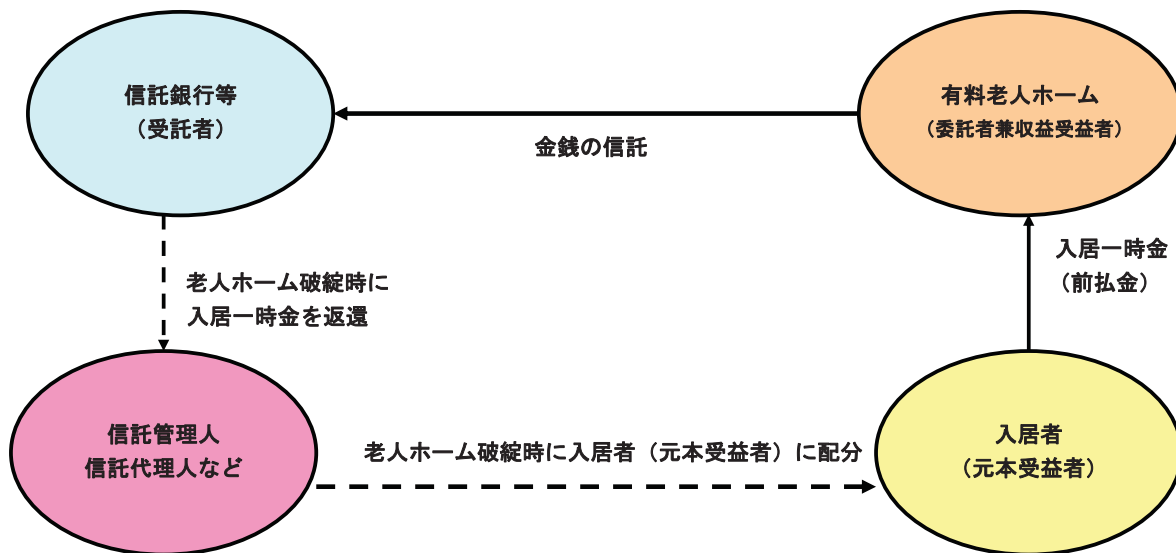 信託銀行等
（受託者）
有料老人ホーム
（委託者兼収益受益者）
金銭の信託
老人ホーム破綻時に
入居一時金を返還
入居一時金
（前払金）
信託管理人
信託代理人など
老人ホーム破綻時に入居者（元本受益者）に配分
入居者
（元本受益者）